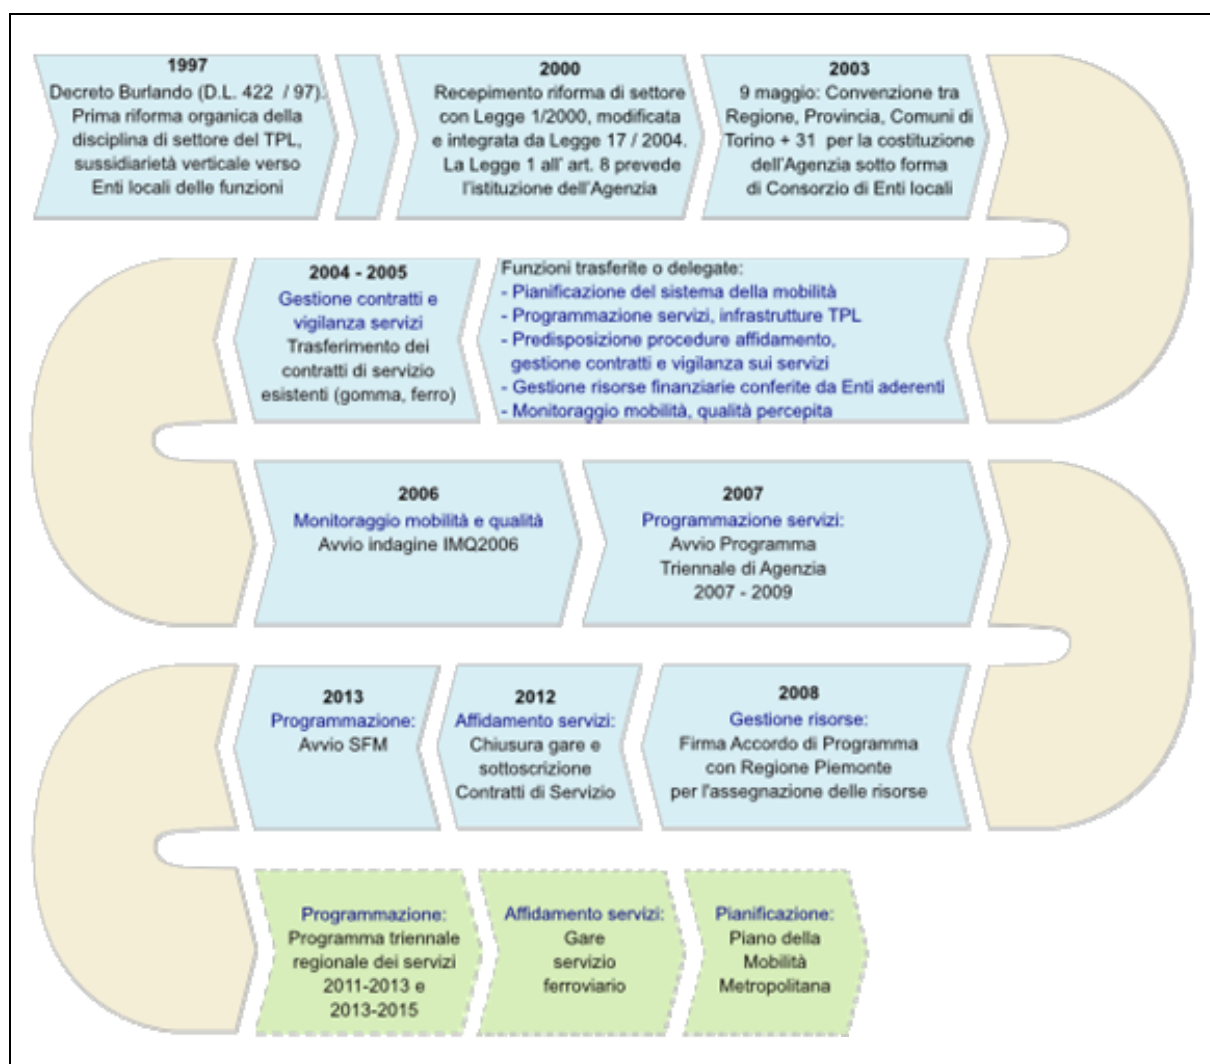 1997
Decreto Burlando (D.L. 422 / 97).
Prima riforma organica della
disciplina di settore del TPL,
sussidiarietà verticale verso
Enti locali delle funzioni
2000
Recepimento riforma di settore
con Legge 1/2000, modificata
e integrata da Legge 17 / 2004.
La Legge 1 all' art. 8 prevede
l'istituzione dell'Agenzia
2003
9 maggio: Convenzione tra
Regione, Provincia, Comuni di
Torino + 31 per la costituzione
dell'Agenzia sotto forma
di Consorzio di Enti locali
Funzioni trasferite o delegate:
- Pianificazione del sistema della mobilità
- Programmazione servizi, infrastrutture TPL
- Predisposizione procedure affidamento,
gestione contratti e vigilanza sui servizi
- Gestione risorse finanziarie conferite da Enti aderenti
- Monitoraggio mobilità, qualità percepita
2004 - 2005
Gestione contratti e
vigilanza servizi
Trasferimento dei
contratti di servizio
esistenti (gomma, ferro)
2006
Monitoraggio mobilità e qualità
Avvio indagine IMQ2006
2007
Programmazione servizi:
Avvio Programma
Triennale di Agenzia
2007 - 2009
2008
Gestione risorse:
Firma Accordo di Programma
con Regione Piemonte
per l'assegnazione delle risorse
2012
Affidamento servizi:
Chiusura gare e
sottoscrizione
Contratti di Servizio
2013
Programmazione:
Avvio SFM
Programmazione:
Programma triennale
regionale dei servizi
2011-2013 e
2013-2015
Affidamento servizi:
Gare
servizio
ferroviario
Pianificazione:
Piano della
Mobilità
Metropolitana